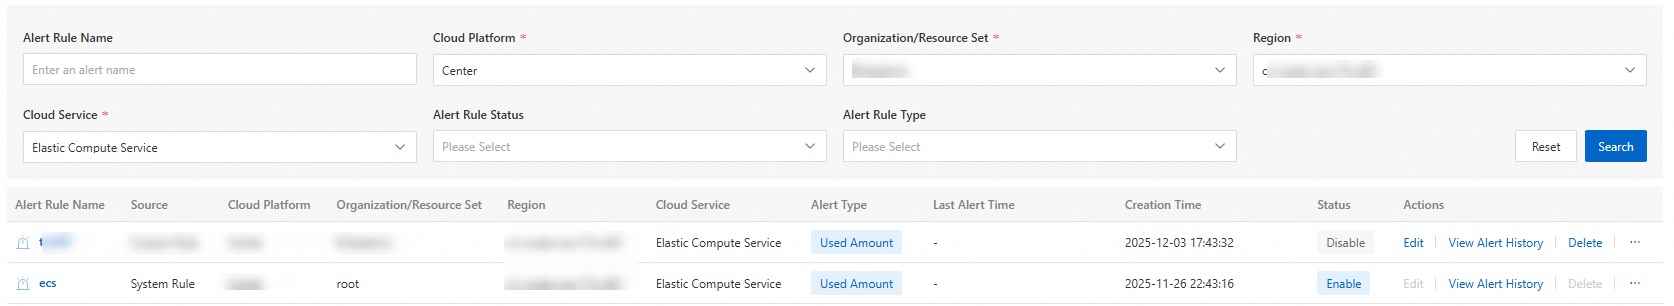 Alert Rule Name Cloud Platform * Organization/Resource Set * Region *
Enter an alert name Center
Cloud Service * Alert Rule Status Alert Rule Type
Elastic Compute Service Please Select Please Select Reset Search
Alert Rule Name Source Cloud Platform Organization/Resource Set Region Cloud Service Alert Type Last Alert Time Creation Time Status Actions
Elastic Compute Service Used Amount - 2025-12-03 17:43:32 Disable Edit View Alert History Delete ...
ecs System Rule root Elastic Compute Service Used Amount - 2025-11-26 22:43:16 Enable Edit View Alert History Delete ...